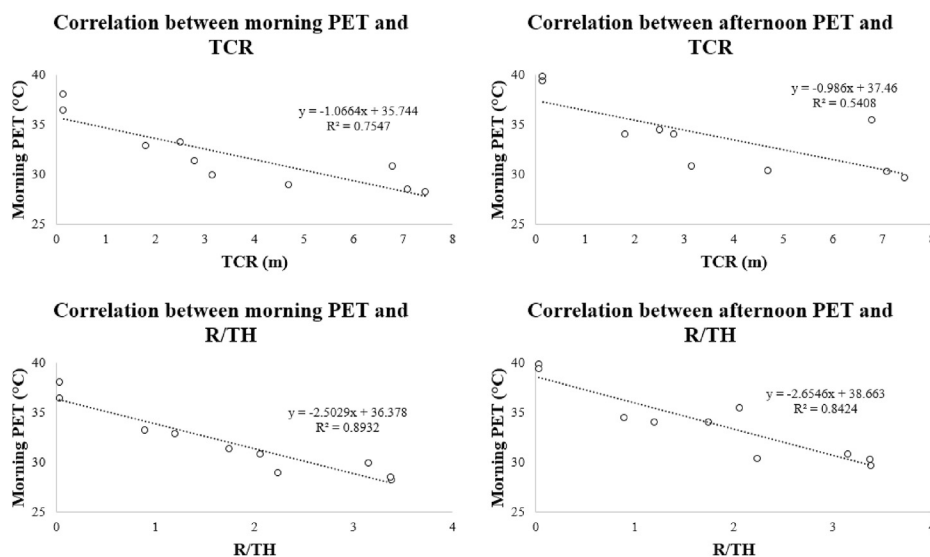 Correlation between morning PET and
TCR
Morning PET (°C)
40
35
30
25
y = -1.0664x + 35.744
R² = 0.7547
0 1 2 3 4 5 6 7 8
TCR (m)
Correlation between afternoon PET and
TCR
Morning PET (°C)
40
35
30
25
y = -0.986x + 37.46
R² = 0.5408
0 1 2 3 4 5 6 7 8
TCR (m)
Correlation between morning PET and
R/TH
Morning PET (°C)
40
35
30
25
y = -2.5029x + 36.378
R² = 0.8932
0 1 2 3 4
R/TH
Correlation between afternoon PET and
R/TH
Morning PET (°C)
40
35
30
25
y = -2.6546x + 38.663
R² = 0.8424
0 1 2 3 4
R/TH